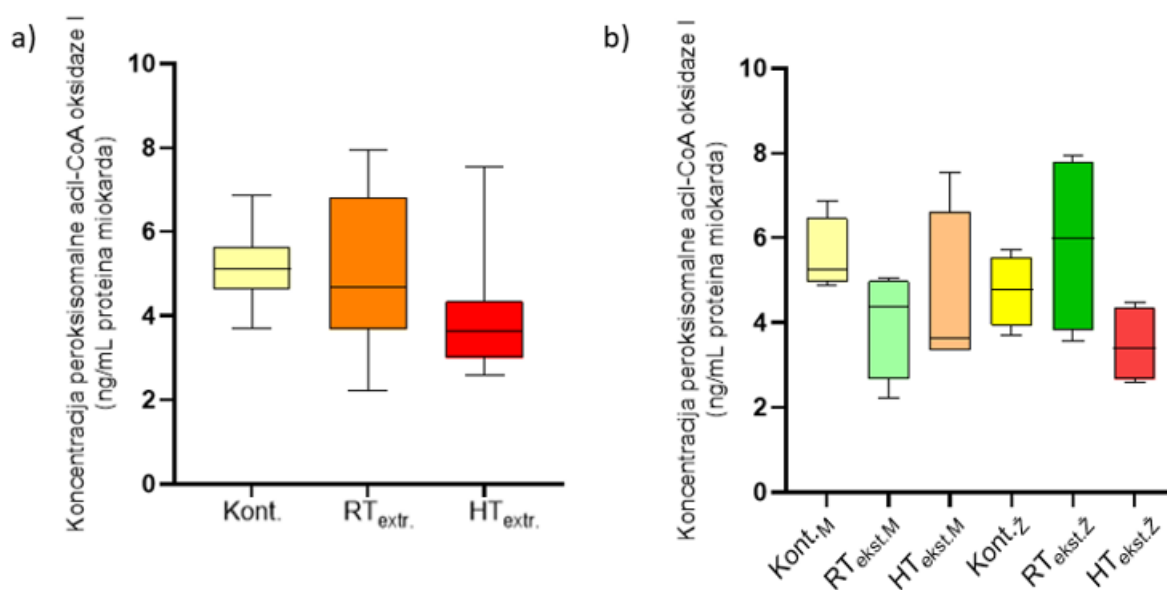 a)
Koncentracija peroksisomalne acil-CoA oksidaze I
(ng/mL proteina miokarda)
10
8
6
4
2
0
Kont.
RTextr.
HTextr.
b)
Koncentracija peroksisomalne acil-CoA oksidaze I
(ng/mL proteina miokarda)
10
8
6
4
2
0
Kont.M
RTekst.M
HTekst.M
Kont.Ž
RTekst.Ž
HTekst.Ž